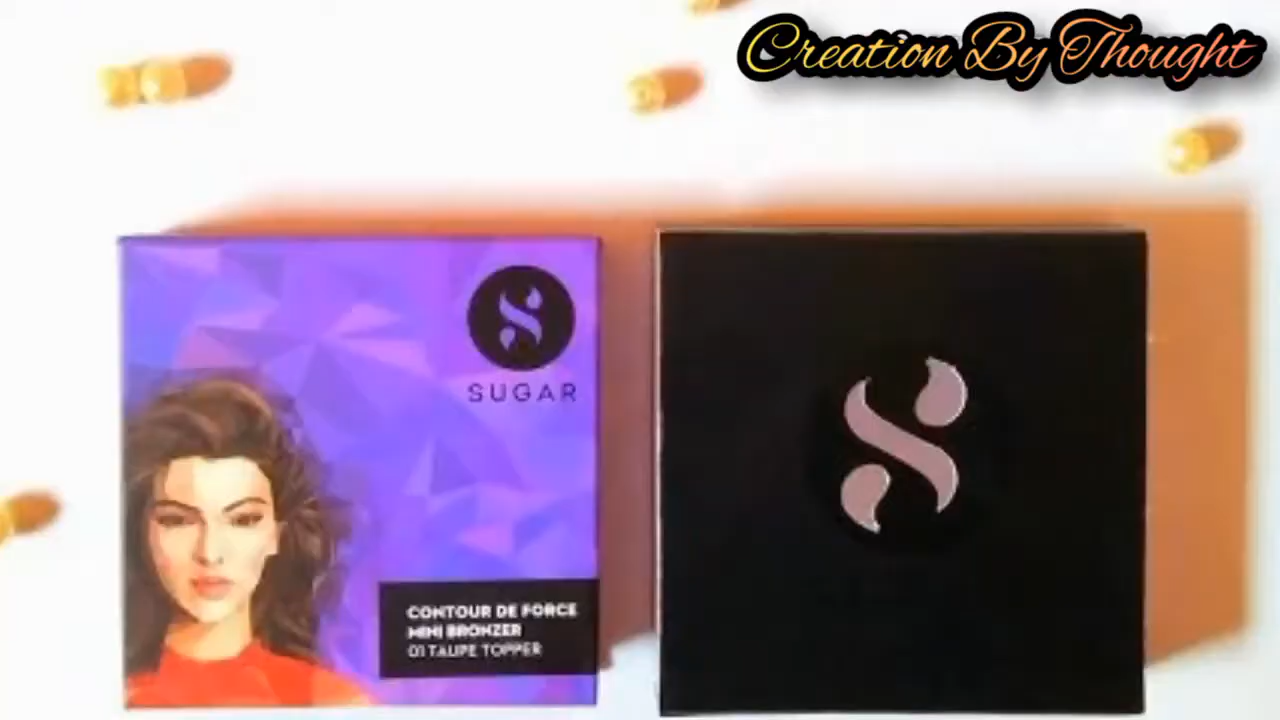 Creation By Thought
SUGAR
CONTOUR DE FORCE
MINI BRONZER
01 TAUPE TOPPER